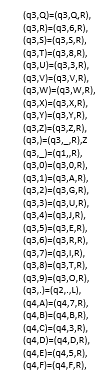 (q3,Q)=(q3,Q,R),
(q3,R)=(q3,6,R),
(q3,S)=(q3,S,R),
(q3,T)=(q3,8,R),
(q3,U)=(q3,3,R),
(q3,V)=(q3,V,R),
(q3,W)=(q3,W,R),
(q3,X)=(q3,X,R),
(q3,Y)=(q3,Y,R),
(q3,Z)=(q3,Z,R),
(q3,)=(q3,_,R),Z
(q3,_)=(q1,,R),
(q3,0)=(q3,O,R),
(q3,1)=(q3,A,R),
(q3,2)=(q3,G,R),
(q3,3)=(q3,U,R),
(q3,4)=(q3,J,R),
(q3,5)=(q3,E,R),
(q3,6)=(q3,R,R),
(q3,7)=(q3,I,R),
(q3,8)=(q3,T,R),
(q3,9)=(q3,O,R),
(q3,.)=(q2,.,L),
(q4,A)=(q4,7,R),
(q4,B)=(q4,B,R),
(q4,C)=(q4,3,R),
(q4,D)=(q4,D,R),
(q4,E)=(q4,5,R),
(q4,F)=(q4,F,R),